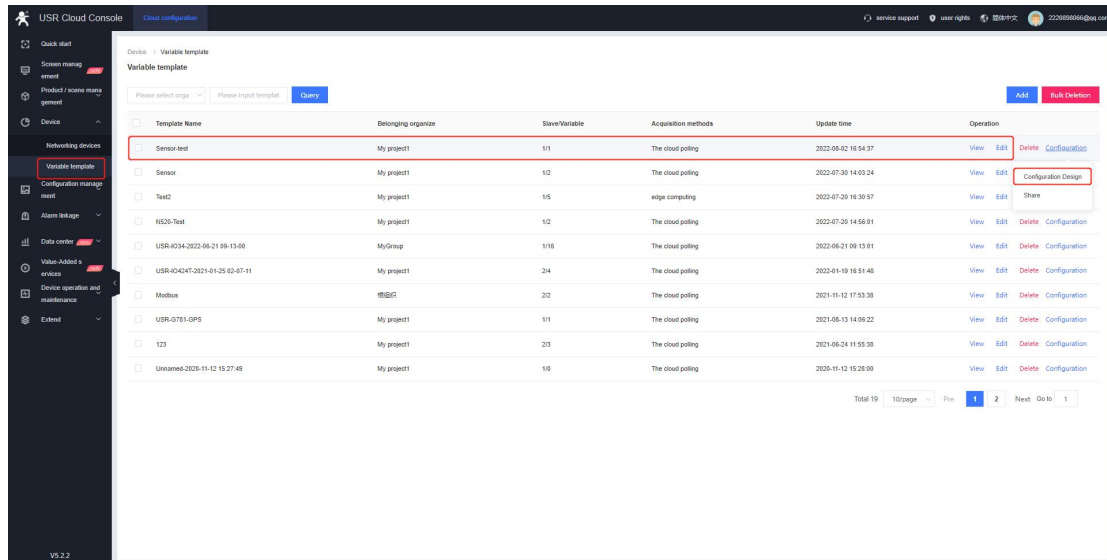 USR Cloud Console
Cloud configuration
service support
user rights
简体中文
2220898066@qq.com
Quick start
Screen manag
ement
Product / scene mana
gement
Device
Networking devices
Variable template
Configuration manage
ment
Alarm linkage
Data center
Value-Added s
ervices
Device operation and
maintenance
Extend
V5.2.2
Device > Variable template
Variable template
Please select orga
Please Input templat
Query
Add
Bulk Deletion
Template Name Belonging organize Slave/Variable Acquisition methods Update time Operation
Sensor-test My project1 1/1 The cloud polling 2022-08-02 16:54:37 View Edit Delete Configuration
Sensor My project1 1/2 The cloud polling 2022-07-30 14:03:24 View Edit
Configuration Design
Share
Test2 My project1 1/5 edge computing 2022-07-20 16:30:57 View Edit
N520-Test My project1 1/2 The cloud polling 2022-07-20 14:56:01 View Edit Delete Configuration
USR-IO34-2022-06-21 09-13-00 MyGroup 1/16 The cloud polling 2022-06-21 09:13:01 View Edit Delete Configuration
USR-IO424T-2021-01-25 02-07-11 My project1 2/4 The cloud polling 2022-01-19 16:51:48 View Edit Delete Configuration
Modbus 根组织 2/2 The cloud polling 2021-11-12 17:53:38 View Edit Delete Configuration
USR-G781-GPS My project1 1/1 The cloud polling 2021-08-13 14:06:22 View Edit Delete Configuration
123 My project1 2/3 The cloud polling 2021-06-24 11:55:38 View Edit Delete Configuration
Unnamed-2020-11-12 15:27:49 My project1 1/0 The cloud polling 2020-11-12 15:28:00 View Edit Delete Configuration
Total 19 10/page Pre 1 2 Next Go to 1